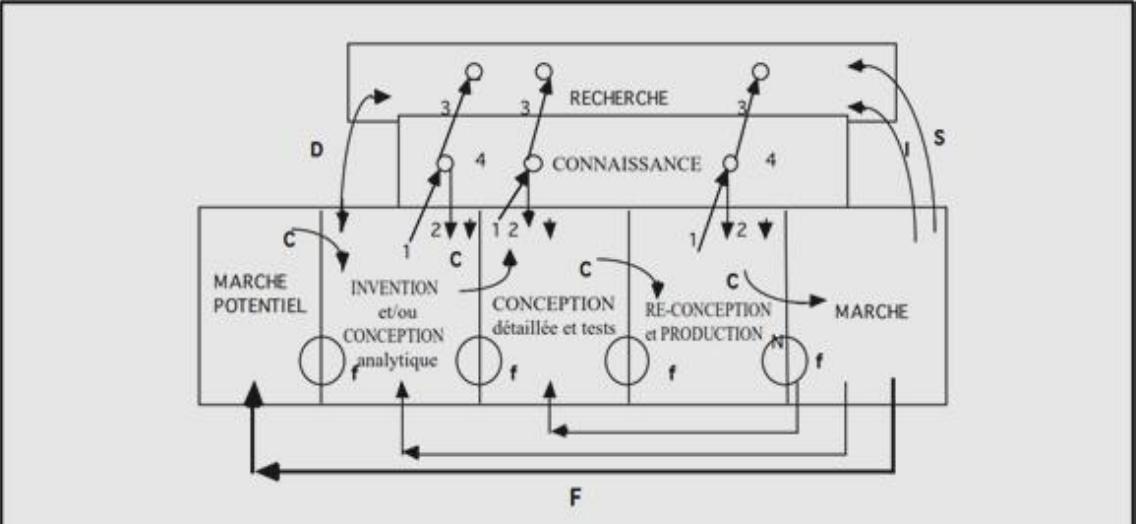 RECHERCHE
3
3
3
D
I
S
4
CONNAISSANCE
4
1
2
1
2
1
2
C
C
C
C
MARCHE
POTENTIEL
INVENTION
et/ou
CONCEPTION
analytique
CONCEPTION
détaillée et tests
RE-CONCEPTION
et PRODUCTION
N
MARCHE
f
f
f
f
F